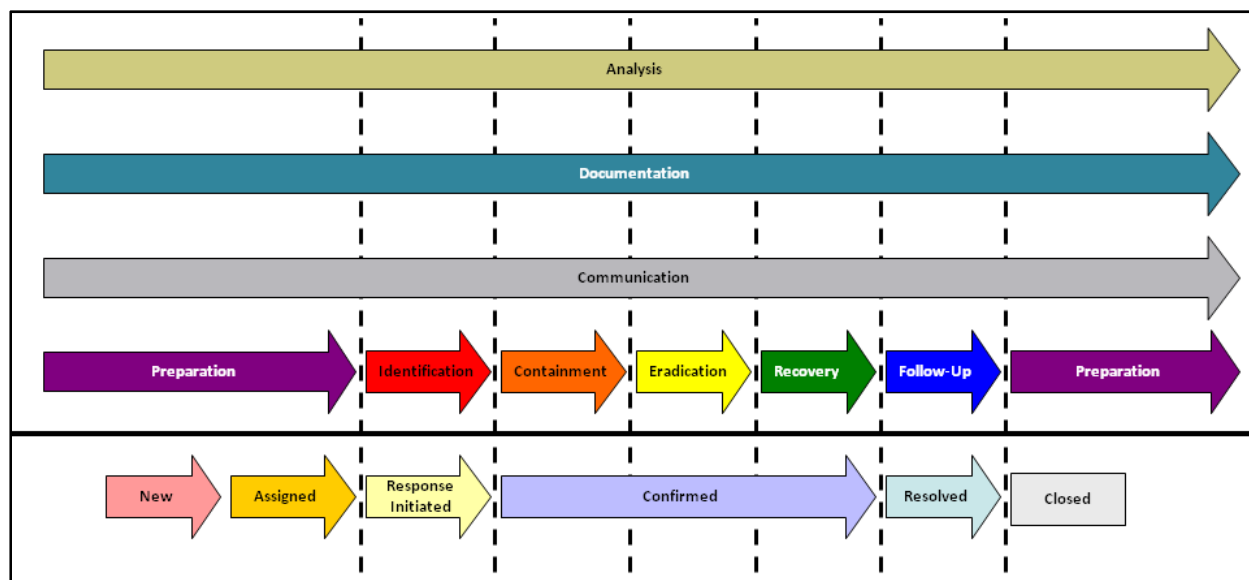 Analysis
Documentation
Communication
Preparation
Identification
Containment
Eradication
Recovery
Follow-Up
Preparation
New
Assigned
Response
Initiated
Confirmed
Resolved
Closed